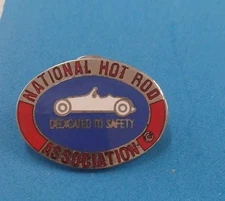 NATIONAL HOT ROD
DEDICATED TO SAFETY
ASSOCIATION